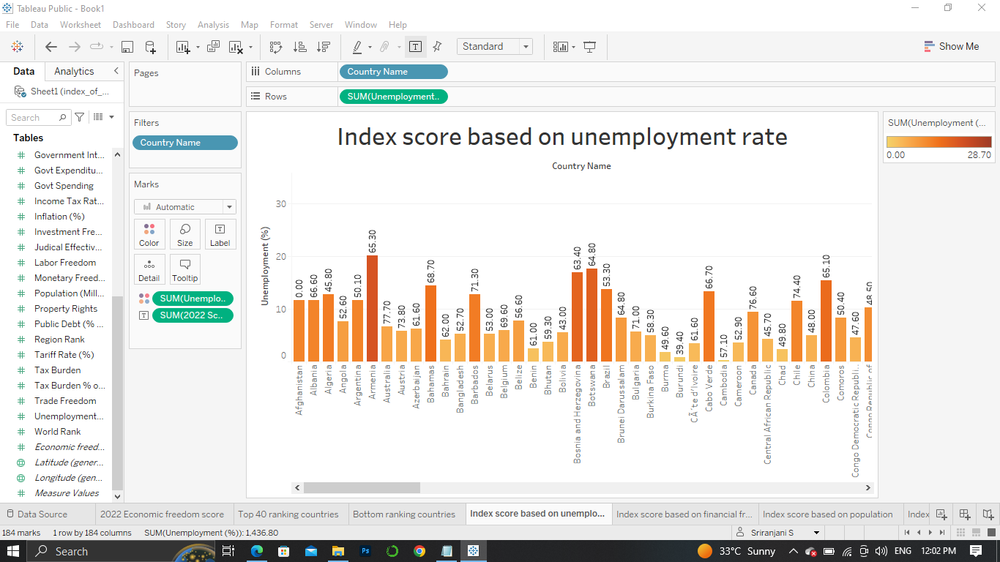 Tableau Public - Book1
File Data Worksheet Dashboard Story Analysis Map Format Server Window Help
Standard
Show Me
Data Analytics
Sheet1 (index_of_...
Search
Tables
Government Int...
Govt Expenditu...
Govt Spending
Income Tax Rat...
Inflation (%)
Investment Fre...
Judical Effectiv...
Labor Freedom
Monetary Freed...
Population (Mill...
Property Rights
Public Debt (% ...
Region Rank
Tariff Rate (%)
Tax Burden
Tax Burden % o...
Trade Freedom
Unemployment...
World Rank
Economic freed...
Latitude (gener...
Longitude (gen...
Measure Values
Pages
Filters
Country Name
Marks
Automatic
Color Size Label
Detail Tooltip
SUM(Unemplo..
SUM(2022 Sc..
Columns Country Name
Rows SUM(Unemployment..
Index score based on unemployment rate
Country Name
Unemployment (%)
30
20
10
0
0.00 66.60 45.80 52.60 50.10 65.30 77.70 73.80 61.60 68.70 62.00 52.70 71.30 53.00 69.60 56.60 61.00 59.30 43.00 63.40 64.80 53.30 64.80 71.00 58.30 49.60 39.40 61.60 66.70 57.10 52.90 76.60 45.70 49.80 74.40 48.00 65.10 50.40 47.60 48.50
Afghanistan
Albania
Algeria
Angola
Argentina
Armenia
Australia
Austria
Azerbaijan
Bahamas
Bahrain
Bangladesh
Barbados
Belarus
Belgium
Belize
Benin
Bhutan
Bolivia
Bosnia and Herzegovina
Botswana
Brazil
Brunei Darussalam
Bulgaria
Burkina Faso
Burma
Burundi
CÃ´te d'Ivoire
Cabo Verde
Cambodia
Cameroon
Canada
Central African Republic
Chad
Chile
China
Colombia
Comoros
Congo Democratic Republi..
Congo Republic of
SUM(Unemployment (...
0.00 28.70
Data Source 2022 Economic freedom score Top 40 ranking countries Bottom ranking countries Index score based on unemplo... Index score based on financial fr... Index score based on population Index
184 marks 1 row by 184 columns SUM(Unemployment (%)): 1,436.80 Sriranjani S
Search 33°C Sunny ENG 12:02 PM